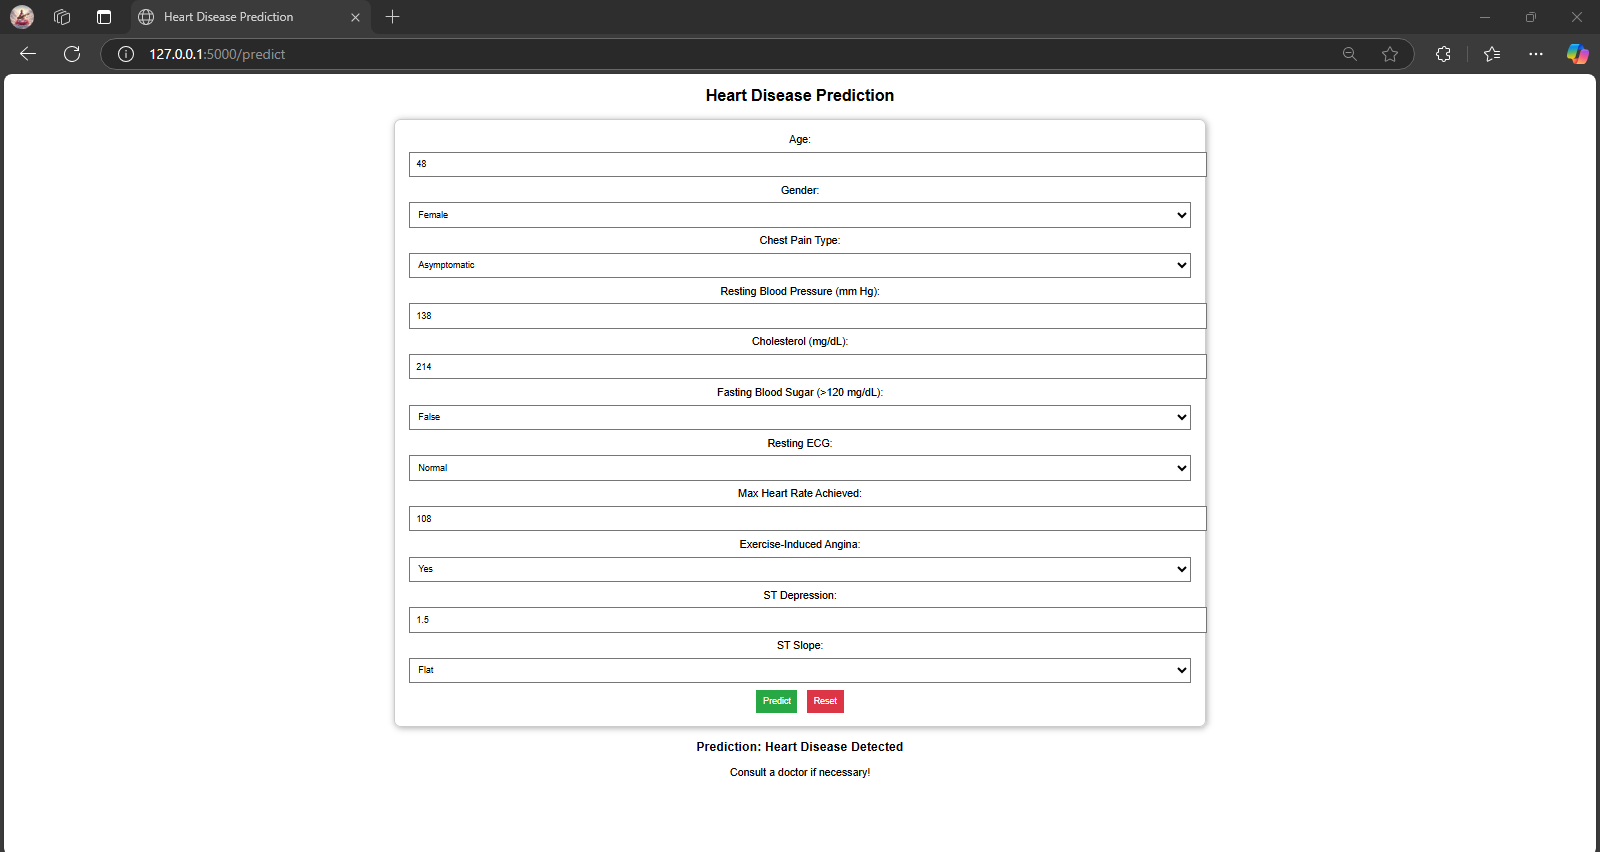 Heart Disease Prediction
127.0.0.1:5000/predict
Heart Disease Prediction
Age:
48
Gender:
Female
Chest Pain Type:
Asymptomatic
Resting Blood Pressure (mm Hg):
138
Cholesterol (mg/dL):
214
Fasting Blood Sugar (>120 mg/dL):
False
Resting ECG:
Normal
Max Heart Rate Achieved:
108
Exercise-Induced Angina:
Yes
ST Depression:
1.5
ST Slope:
Flat
Predict Reset
Prediction: Heart Disease Detected
Consult a doctor if necessary!